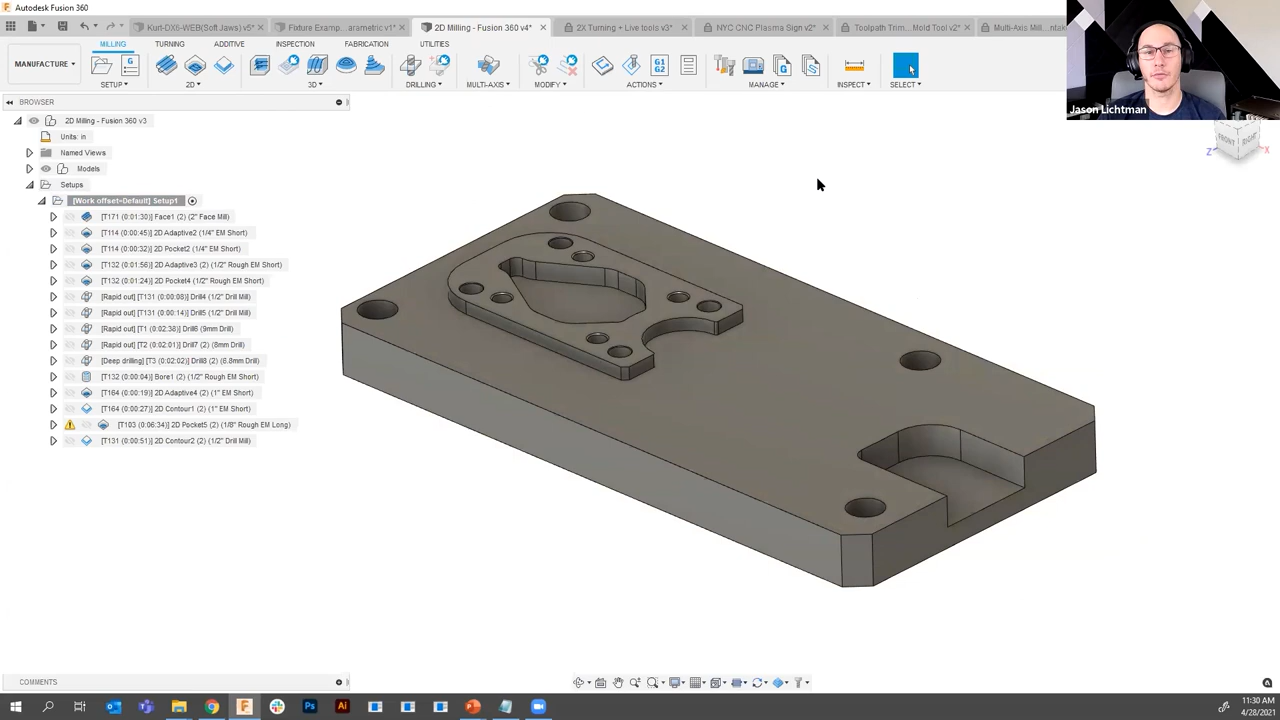 Autodesk Fusion 360
Kurt-DX6-WEB(Soft Jaws) v5*
Fixture Examp...arametric v1*
2D Milling - Fusion 360 v4*
2X Turning + Live tools v3*
NYC CNC Plasma Sign v2*
Toolpath Trim... Mold Tool v2*
Multi-Axis Mill...
MILLING
TURNING
ADDITIVE
INSPECTION
FABRICATION
UTILITIES
MANUFACTURE
SETUP
2D
3D
DRILLING
MULTI-AXIS
MODIFY
ACTIONS
MANAGE
INSPECT
SELECT
G1
G2
Jason Lichtman
BROWSER
2D Milling - Fusion 360 v3
Units: in
Named Views
Models
Setups
[Work offset=Default] Setup1
[T171 (0:01:30)] Face1 (2) (2" Face Mill)
[T114 (0:00:45)] 2D Adaptive2 (1/4" EM Short)
[T114 (0:00:32)] 2D Pocket2 (1/4" EM Short)
[T132 (0:01:56)] 2D Adaptive3 (2) (1/2" Rough EM Short)
[T132 (0:01:24)] 2D Pocket4 (1/2" Rough EM Short)
[Rapid out] [T131 (0:00:08)] Drill4 (1/2" Drill Mill)
[Rapid out] [T131 (0:00:14)] Drill5 (1/2" Drill Mill)
[Rapid out] [T1 (0:02:38)] Drill6 (9mm Drill)
[Rapid out] [T2 (0:02:01)] Drill7 (2) (8mm Drill)
[Deep drilling] [T3 (0:02:02)] Drill8 (2) (6.8mm Drill)
[T132 (0:00:04)] Bore1 (2) (1/2" Rough EM Short)
[T164 (0:00:19)] 2D Adaptive4 (1" EM Short)
[T164 (0:00:27)] 2D Contour1 (2) (1" EM Short)
[T103 (0:06:34)] 2D Pocket5 (2) (1/8" Rough EM Long)
[T131 (0:00:51)] 2D Contour2 (2) (1/2" Drill Mill)
FRONT
RIGHT
Z
X
COMMENTS
11:30 AM
4/28/2021